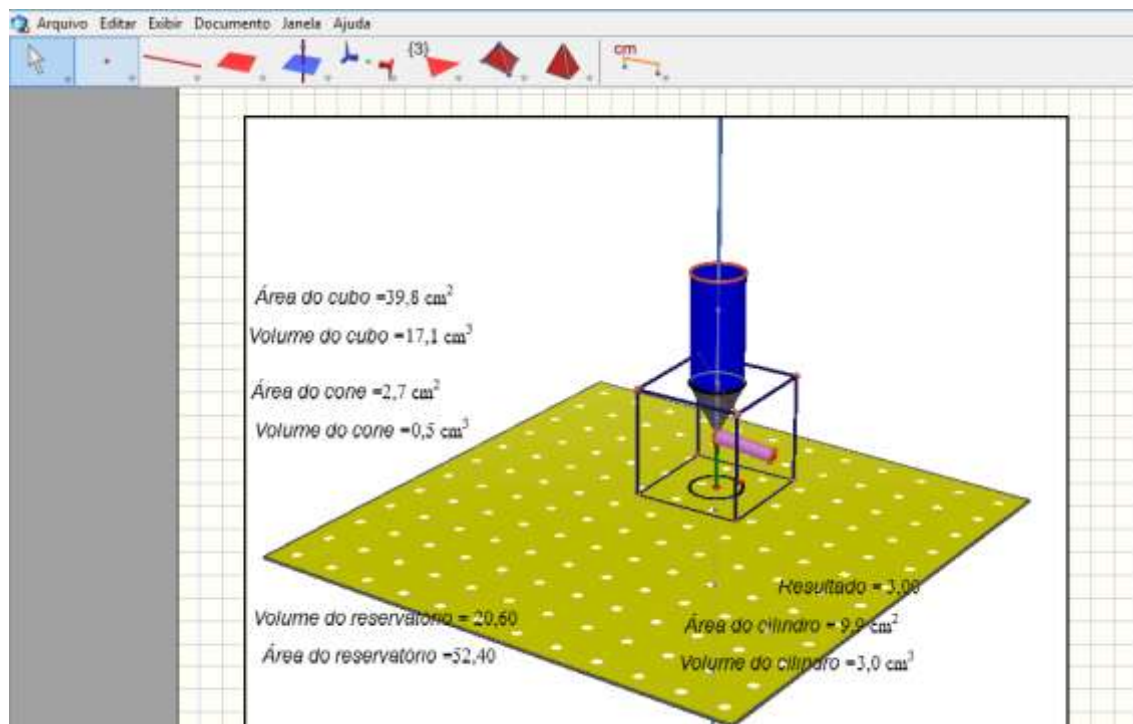 Arquivo Editar Exibir Documento Janela Ajuda
{3}
cm
Área do cubo =39,8 cm²
Volume do cubo =17,1 cm³
Área do cone =2,7 cm²
Volume do cone =0,5 cm³
Resultado = 3,00
Volume do reservatório = 20,60
Área do cilindro = 9,9 cm²
Área do reservatório =52,40
Volume do cilindro =3,0 cm³